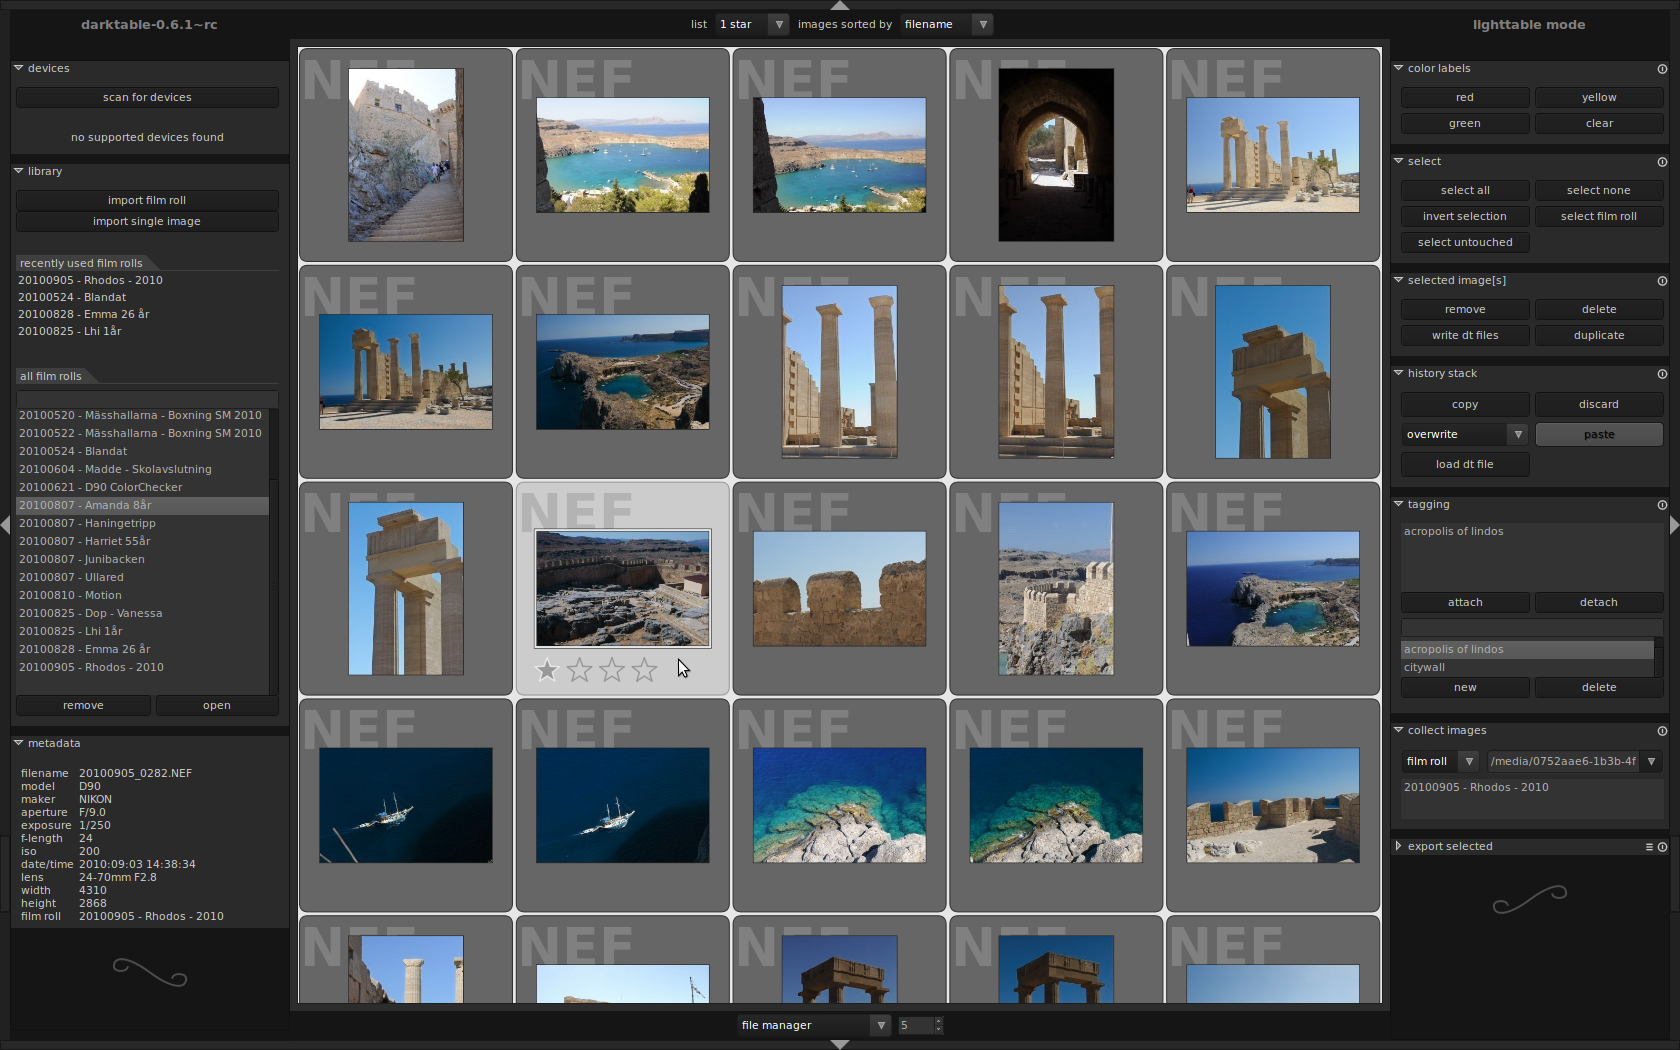 darktable-0.6.1~rc
list 1 star images sorted by filename
lighttable mode
devices
scan for devices
no supported devices found
library
import film roll
import single image
recently used film rolls
20100905 - Rhodos - 2010
20100524 - Blandat
20100828 - Emma 26 år
20100825 - Lhi 1år
all film rolls
20100520 - Mässhallarna - Boxning SM 2010
20100522 - Mässhallarna - Boxning SM 2010
20100524 - Blandat
20100604 - Madde - Skolavslutning
20100621 - D90 ColorChecker
20100807 - Amanda 8år
20100807 - Haningetripp
20100807 - Harriet 55år
20100807 - Junibacken
20100807 - Ullared
20100810 - Motion
20100825 - Dop - Vanessa
20100825 - Lhi 1år
20100828 - Emma 26 år
20100905 - Rhodos - 2010
remove open
metadata
filename 20100905_0282.NEF
model D90
maker NIKON
aperture F/9.0
exposure 1/250
f-length 24
iso 200
date/time 2010:09:03 14:38:34
lens 24-70mm F2.8
width 4310
height 2868
film roll 20100905 - Rhodos - 2010
NEF NEF NEF NEF NEF
NEF NEF NEF NEF NEF
NEF NEF NEF NEF NEF
NEF NEF NEF NEF NEF
NEF NEF NEF NEF NEF
file manager 5
color labels
red yellow
green clear
select
select all select none
invert selection select film roll
select untouched
selected image[s]
remove delete
write dt files duplicate
history stack
copy discard
overwrite paste
load dt file
tagging
acropolis of lindos
attach detach
acropolis of lindos
citywall
new delete
collect images
film roll /media/0752aae6-1b3b-4f
20100905 - Rhodos - 2010
export selected